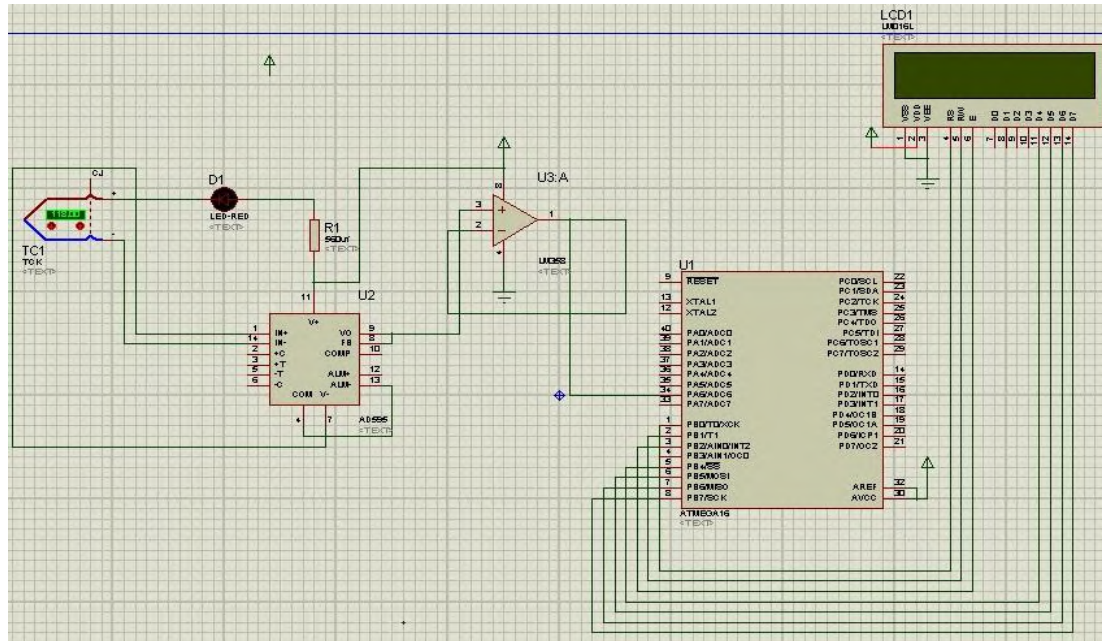 LCD1
LM016L
<TEXT>
VSS
VDD
VEE
RS
RW
E
D0
D1
D2
D3
D4
D5
D6
D7
1
2
3
4
5
6
7
8
9
10
11
12
13
14
CJ
+
-
TC1
TCK
<TEXT>
D1
LED-RED
<TEXT>
R1
<TEXT>
U3:A
8
3
+
2
-
1
4
<TEXT>
U2
11
V+
1
IN+
14
IN-
2
+C
3
+T
5
-T
6
-C
VO
9
FB
8
COMP
10
ALM+
12
ALM-
13
COM V-
4
7
AD595
<TEXT>
U1
9
RESET
13
XTAL1
12
XTAL2
40
PA0/ADC0
39
PA1/ADC1
38
PA2/ADC2
37
PA3/ADC3
36
PA4/ADC4
35
PA5/ADC5
34
PA6/ADC6
33
PA7/ADC7
1
PB0/T0/XCK
2
PB1/T1
3
PB2/AIN0/INT2
4
PB3/AIN1/OC0
5
PB4/SS
6
PB5/MOSI
7
PB6/MISO
8
PB7/SCK
PC0/SCL
22
PC1/SDA
23
PC2/TCK
24
PC3/TMS
25
PC4/TDO
26
PC5/TDI
27
PC6/TOSC1
28
PC7/TOSC2
29
PD0/RXD
14
PD1/TXD
15
PD2/INT0
16
PD3/INT1
17
PD4/OC1B
18
PD5/OC1A
19
PD6/ICP1
20
PD7/OC2
21
AREF
32
AVCC
30
ATMEGA16
<TEXT>